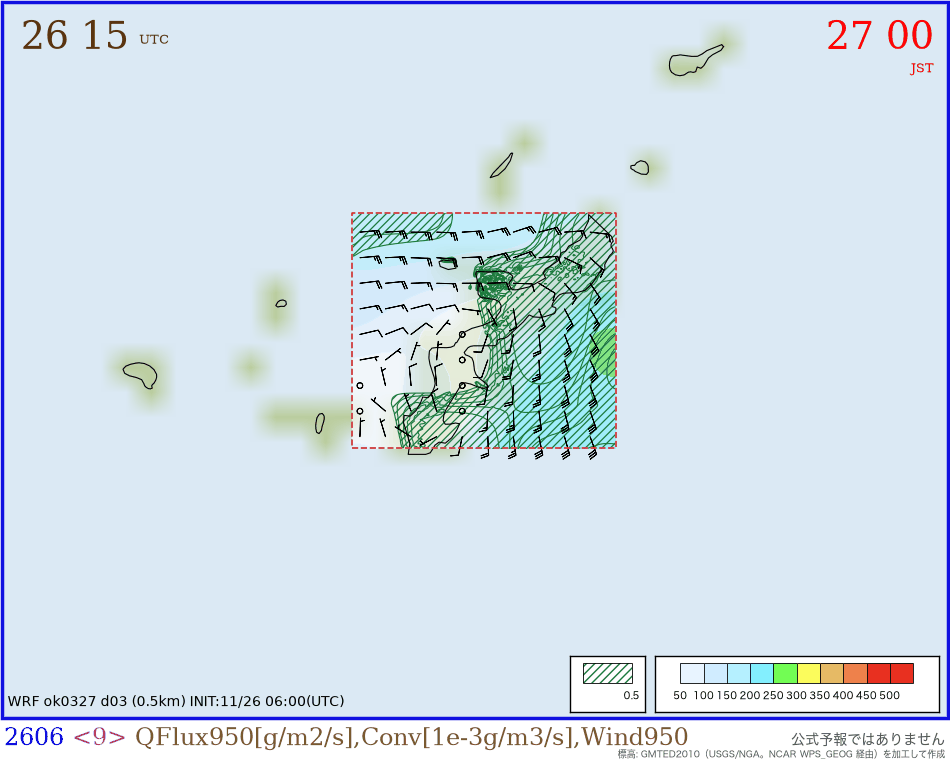 26 15 UTC
27 00
JST
0.5
50 100 150 200 250 300 350 400 450 500
WRF ok0327 d03 (0.5km) INIT:11/26 06:00(UTC)
2606 <9> QFlux950[g/m2/s],Conv[1e-3g/m3/s],Wind950
公式予報ではありません
標高: GMTED2010（USGS/NGA。NCAR WPS_GEOG 経由）を加工して作成